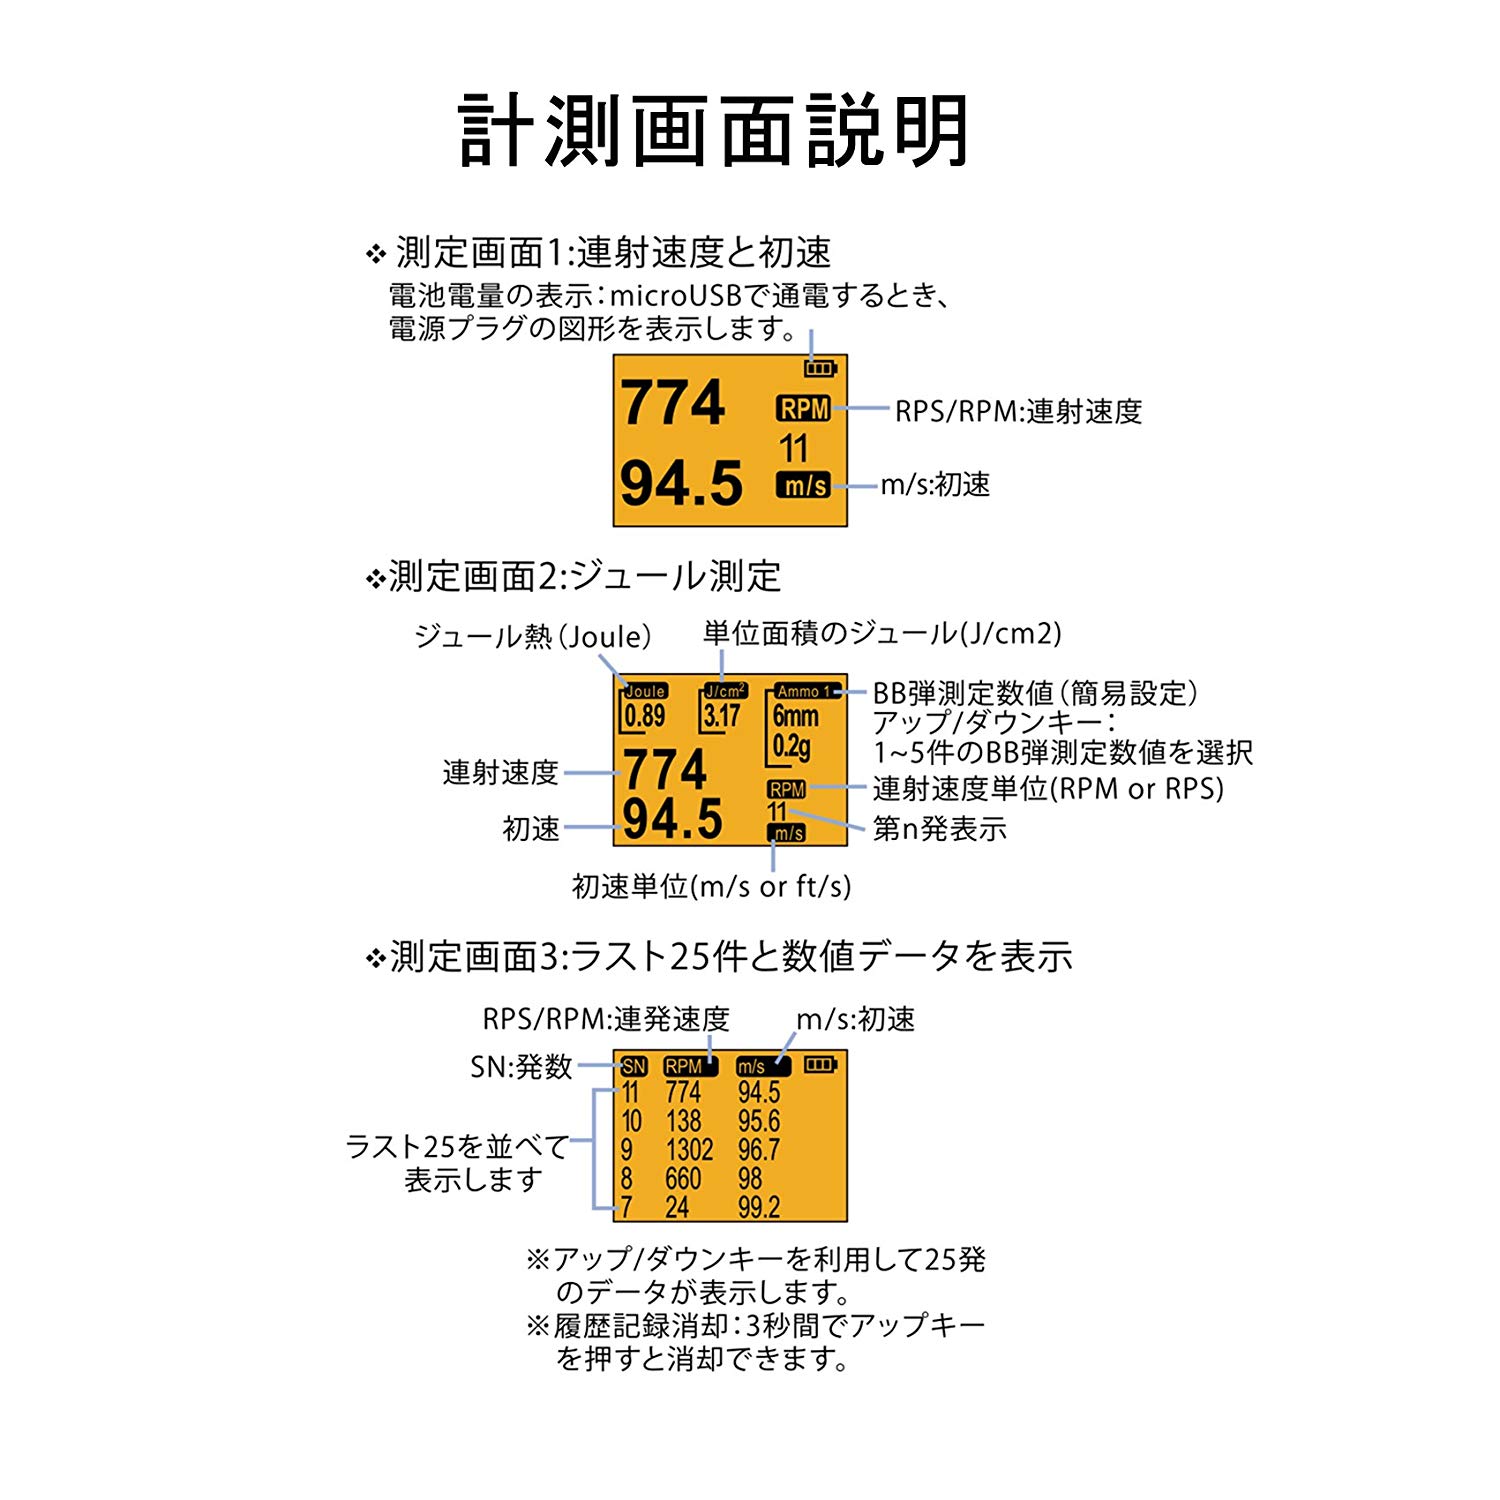 計測画面説明
❖ 測定画面1:連射速度と初速
電池電量の表示：microUSBで通電するとき、
電源プラグの図形を表示します。
774
RPM
RPS/RPM:連射速度
11
94.5
m/s
m/s:初速
❖測定画面2:ジュール測定
ジュール熱（Joule）
単位面積のジュール(J/cm2)
Joule
J/cm²
Ammo 1
BB弾測定数値（簡易設定）
0.89
3.17
6mm
アップ/ダウンキー：
0.2g
1~5件のBB弾測定数値を選択
連射速度
774
RPM
連射速度単位(RPM or RPS)
11
第n発表示
初速
94.5
m/s
初速単位(m/s or ft/s)
❖測定画面3:ラスト25件と数値データを表示
RPS/RPM:連発速度
m/s:初速
SN:発数
SN RPM m/s
11 774 94.5
10 138 95.6
9 1302 96.7
8 660 98
7 24 99.2
ラスト25を並べて
表示します
※アップ/ダウンキーを利用して25発
のデータが表示します。
※履歴記録消却：3秒間でアップキー
を押すと消却できます。